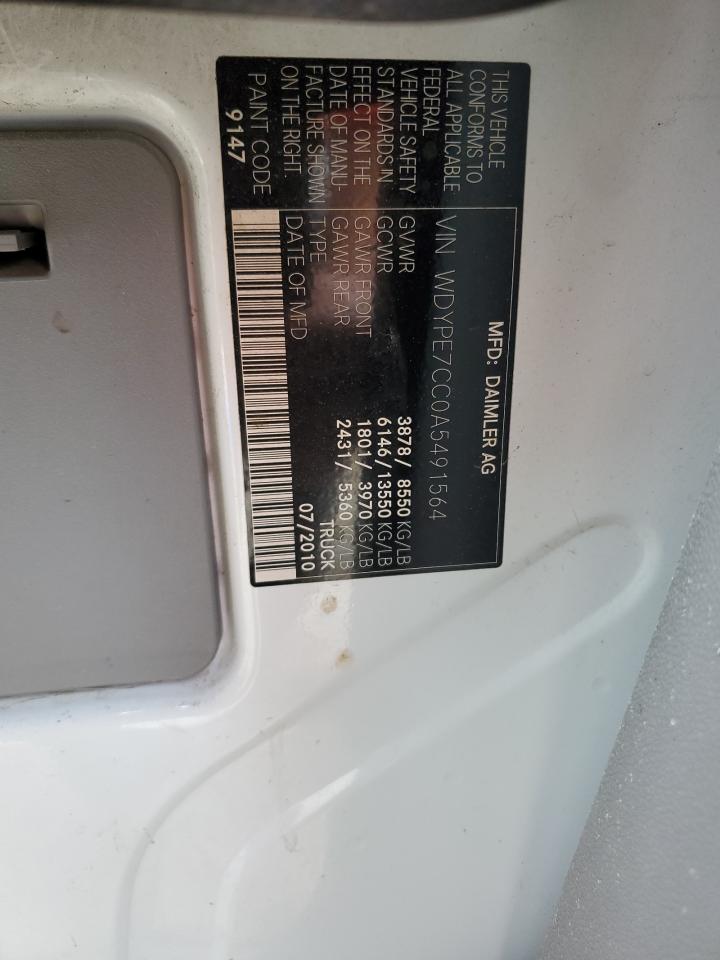 MFD: DAIMLER AG
VIN WDYPE7CC0A5491564
THIS VEHICLE
CONFORMS TO
ALL APPLICABLE
FEDERAL
VEHICLE SAFETY
STANDARDS IN
EFFECT ON THE
DATE OF MANU-
FACTURE SHOWN
ON THE RIGHT.
PAINT CODE
9147
GVWR 3878/ 8550 KG/LB
GCWR 6146/13550 KG/LB
GAWR FRONT 1801/ 3970 KG/LB
GAWR REAR 2431/ 5360 KG/LB
TYPE TRUCK
DATE OF MFD 07/2010